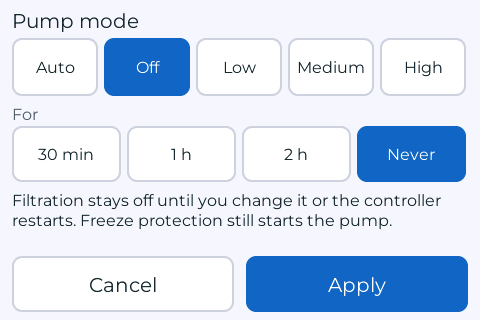 Pump mode
Auto Off Low Medium High
For
30 min 1 h 2 h Never
Filtration stays off until you change it or the controller
restarts. Freeze protection still starts the pump.
Cancel Apply